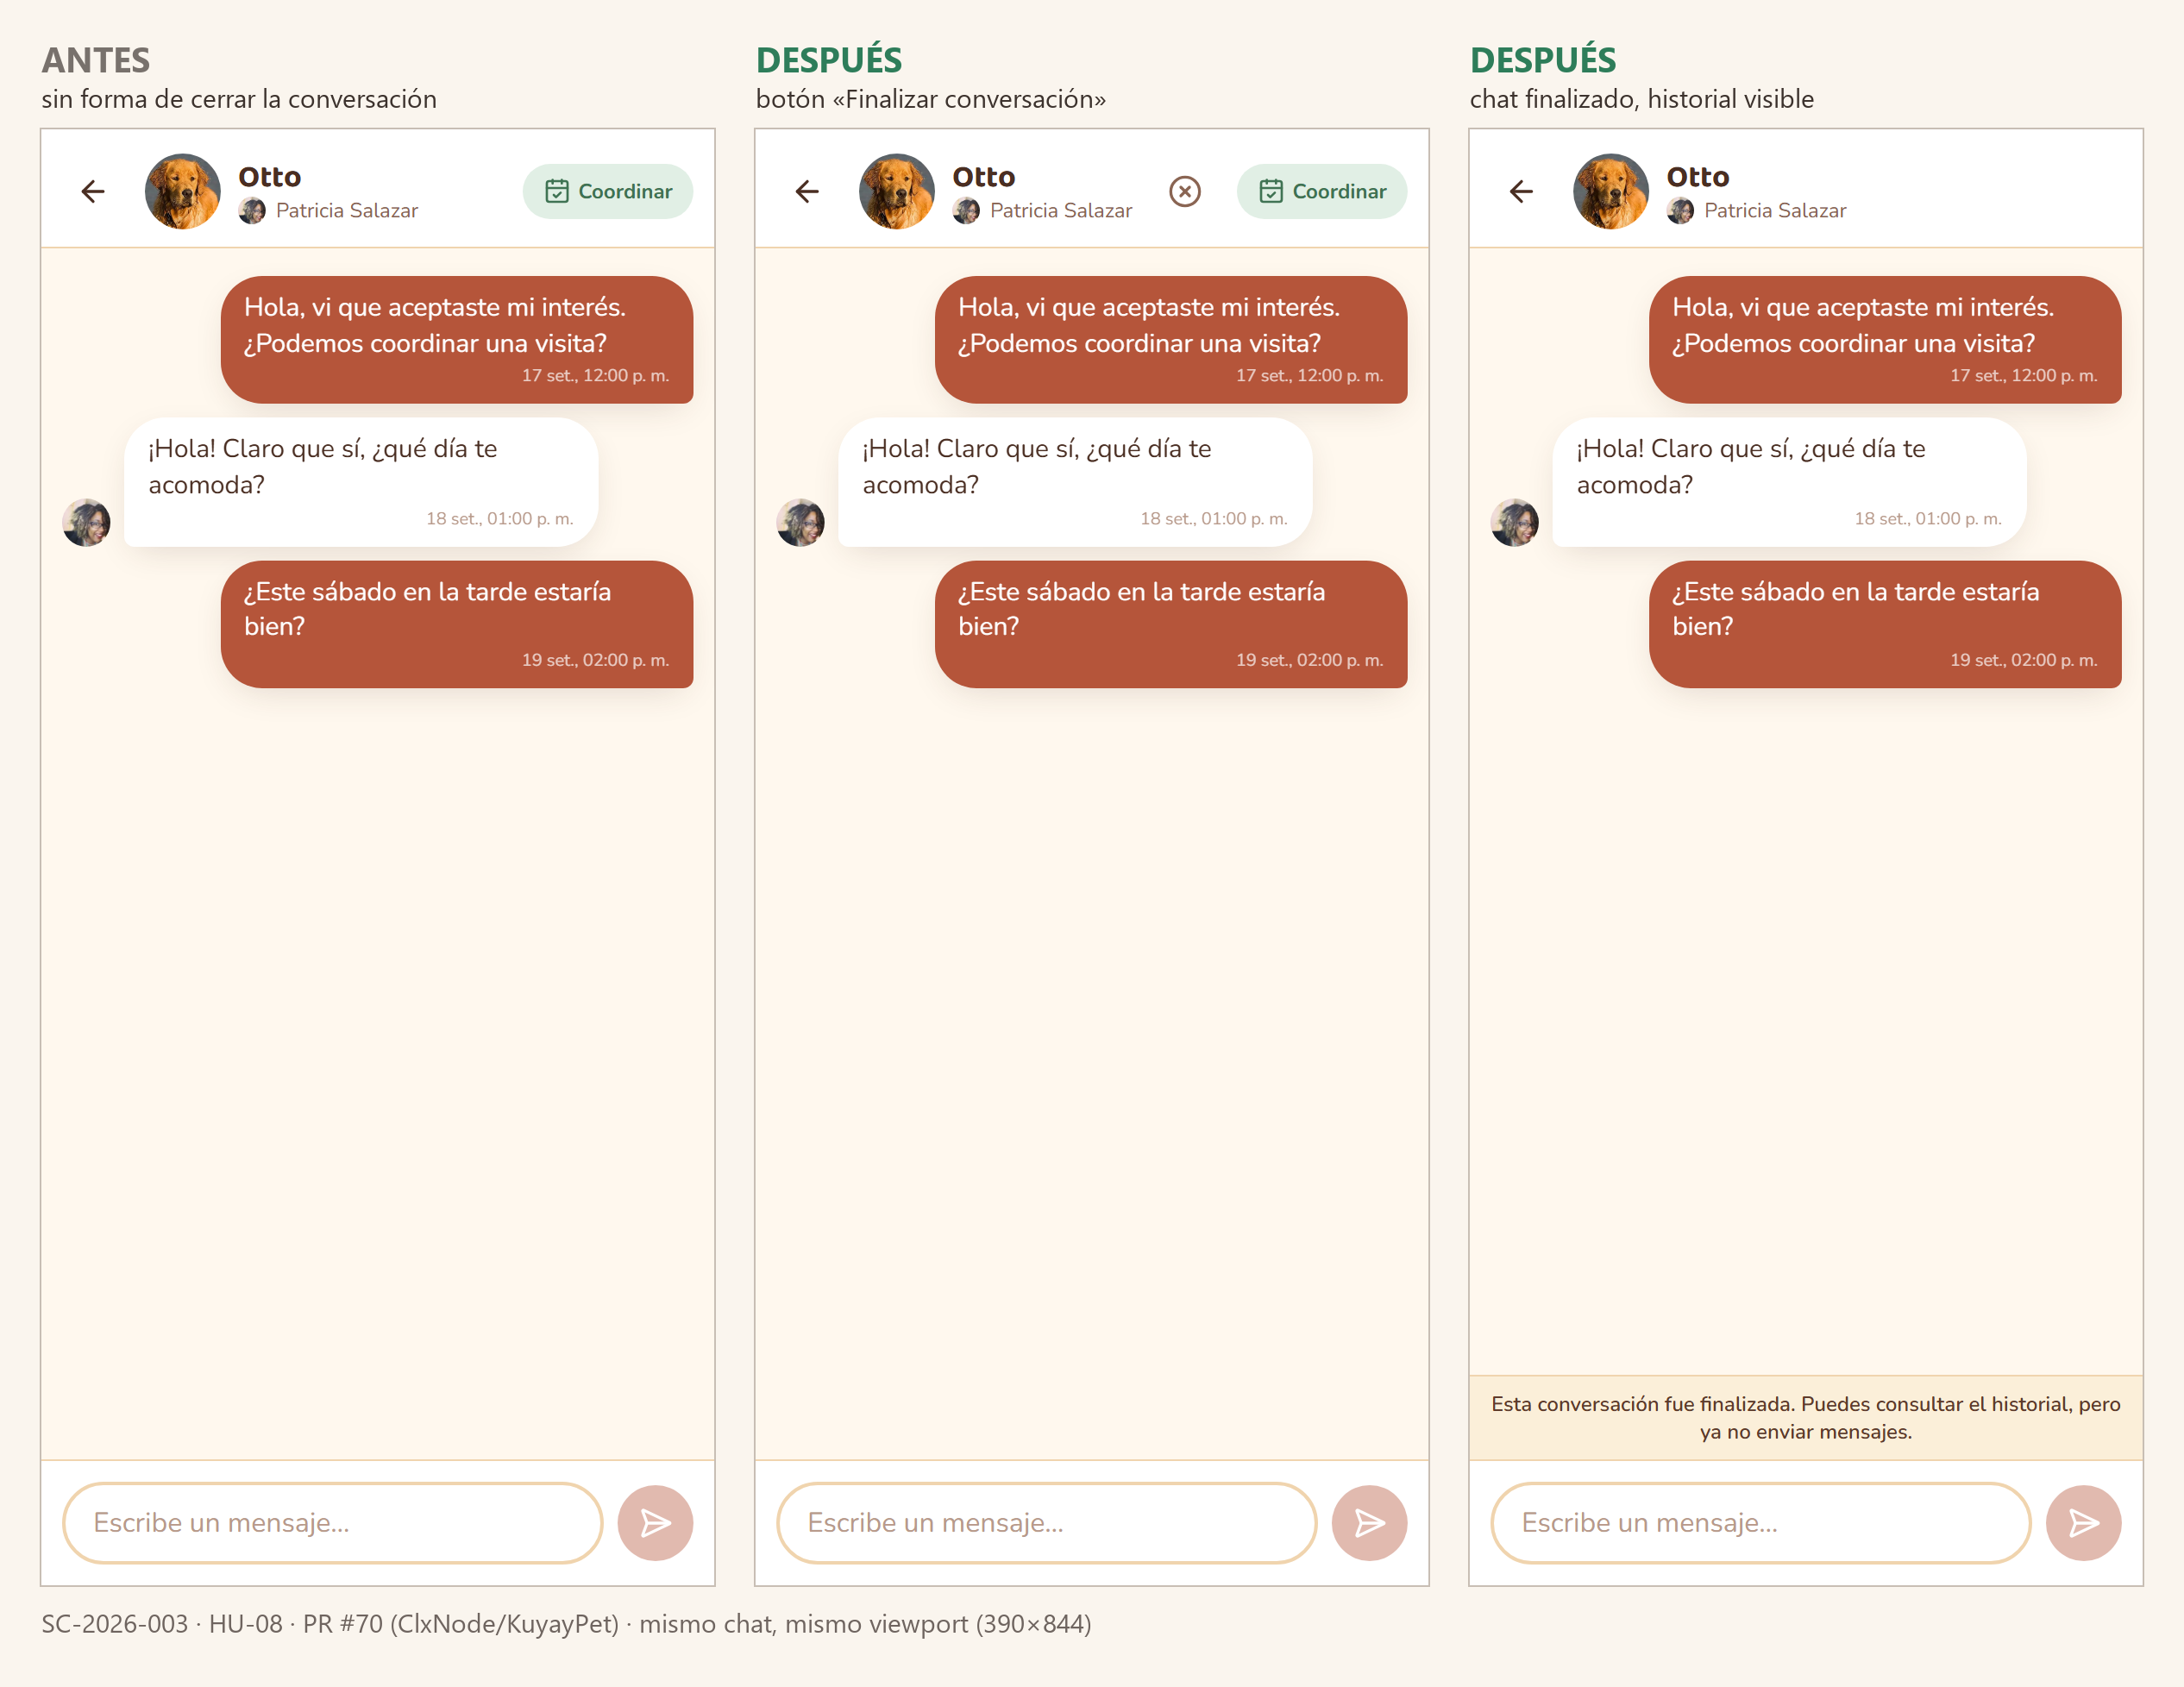 ANTES
sin forma de cerrar la conversación
Otto
Patricia Salazar
Coordinar
Hola, vi que aceptaste mi interés.
¿Podemos coordinar una visita?
17 set., 12:00 p. m.
¡Hola! Claro que sí, ¿qué día te
acomoda?
18 set., 01:00 p. m.
¿Este sábado en la tarde estaría
bien?
19 set., 02:00 p. m.
Escribe un mensaje...
DESPUÉS
botón «Finalizar conversación»
Otto
Patricia Salazar
Coordinar
Hola, vi que aceptaste mi interés.
¿Podemos coordinar una visita?
17 set., 12:00 p. m.
¡Hola! Claro que sí, ¿qué día te
acomoda?
18 set., 01:00 p. m.
¿Este sábado en la tarde estaría
bien?
19 set., 02:00 p. m.
Escribe un mensaje...
DESPUÉS
chat finalizado, historial visible
Otto
Patricia Salazar
Hola, vi que aceptaste mi interés.
¿Podemos coordinar una visita?
17 set., 12:00 p. m.
¡Hola! Claro que sí, ¿qué día te
acomoda?
18 set., 01:00 p. m.
¿Este sábado en la tarde estaría
bien?
19 set., 02:00 p. m.
Esta conversación fue finalizada. Puedes consultar el historial, pero
ya no enviar mensajes.
Escribe un mensaje...
SC-2026-003 · HU-08 · PR #70 (ClxNode/KuyayPet) · mismo chat, mismo viewport (390×844)